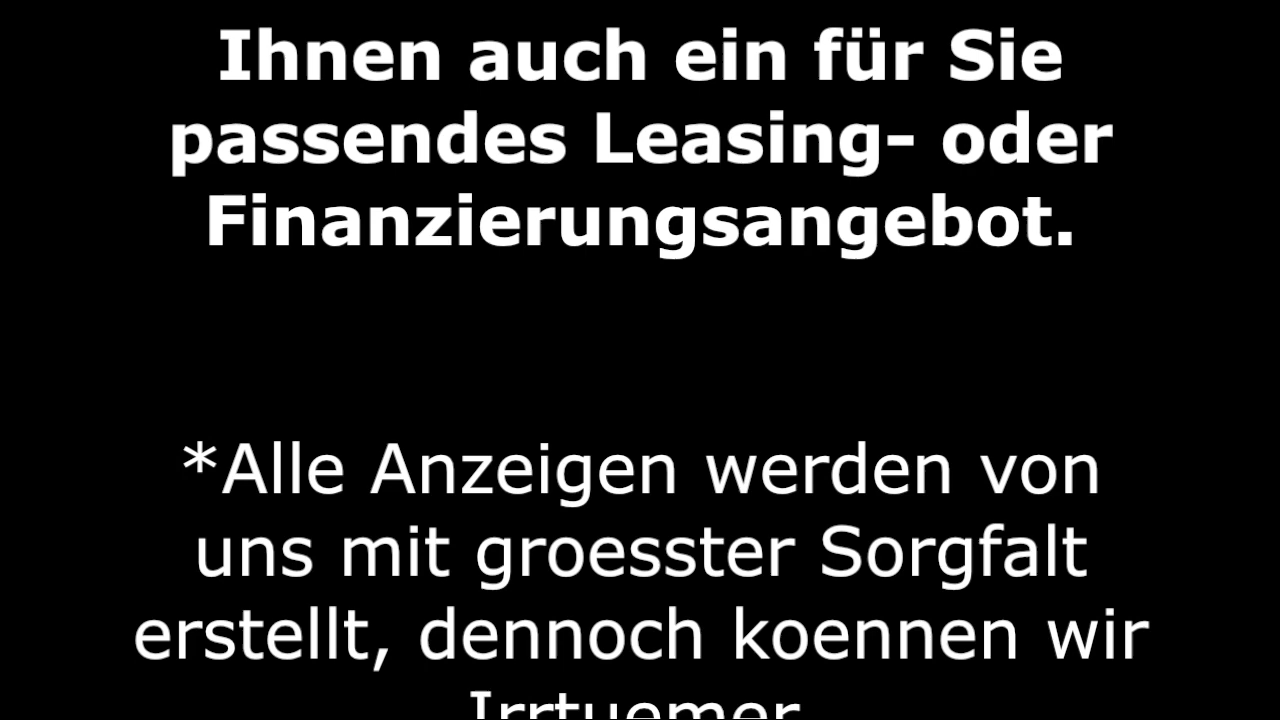 Ihnen auch ein für Sie
passendes Leasing- oder
Finanzierungsangebot.
*Alle Anzeigen werden von
uns mit groesster Sorgfalt
erstellt, dennoch koennen wir
Irrtuemer